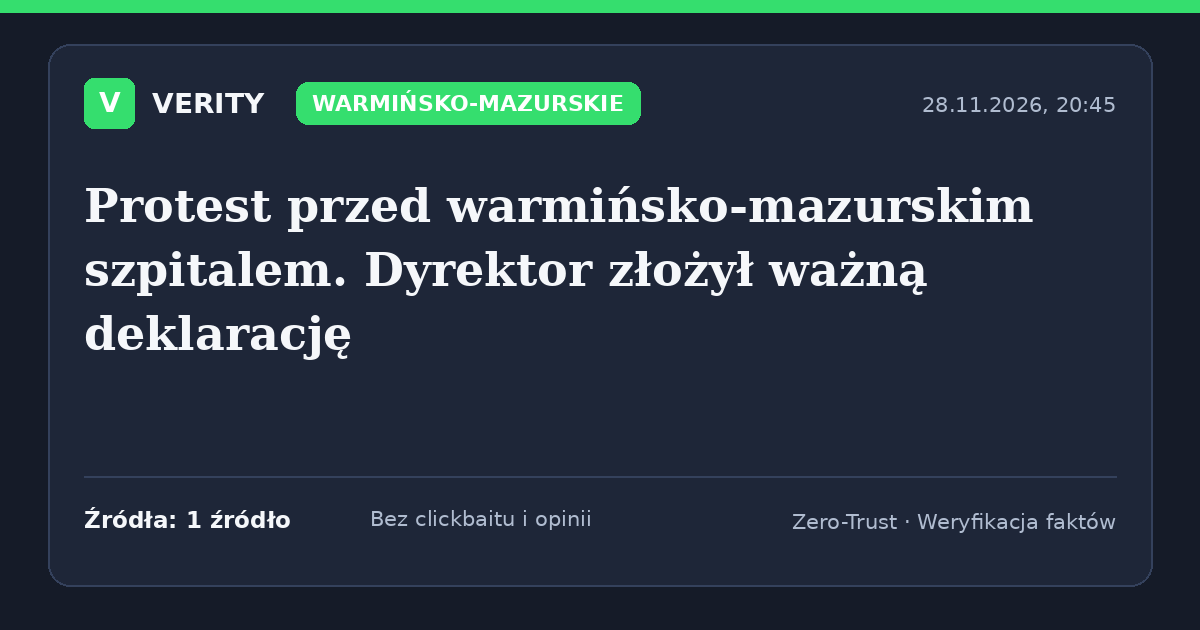 V VERITY WARMIŃSKO-MAZURSKIE 28.11.2026, 20:45
Protest przed warmińsko-mazurskim
szpitalem. Dyrektor złożył ważną
deklarację
Źródła: 1 źródło Bez clickbaitu i opinii Zero-Trust · Weryfikacja faktów